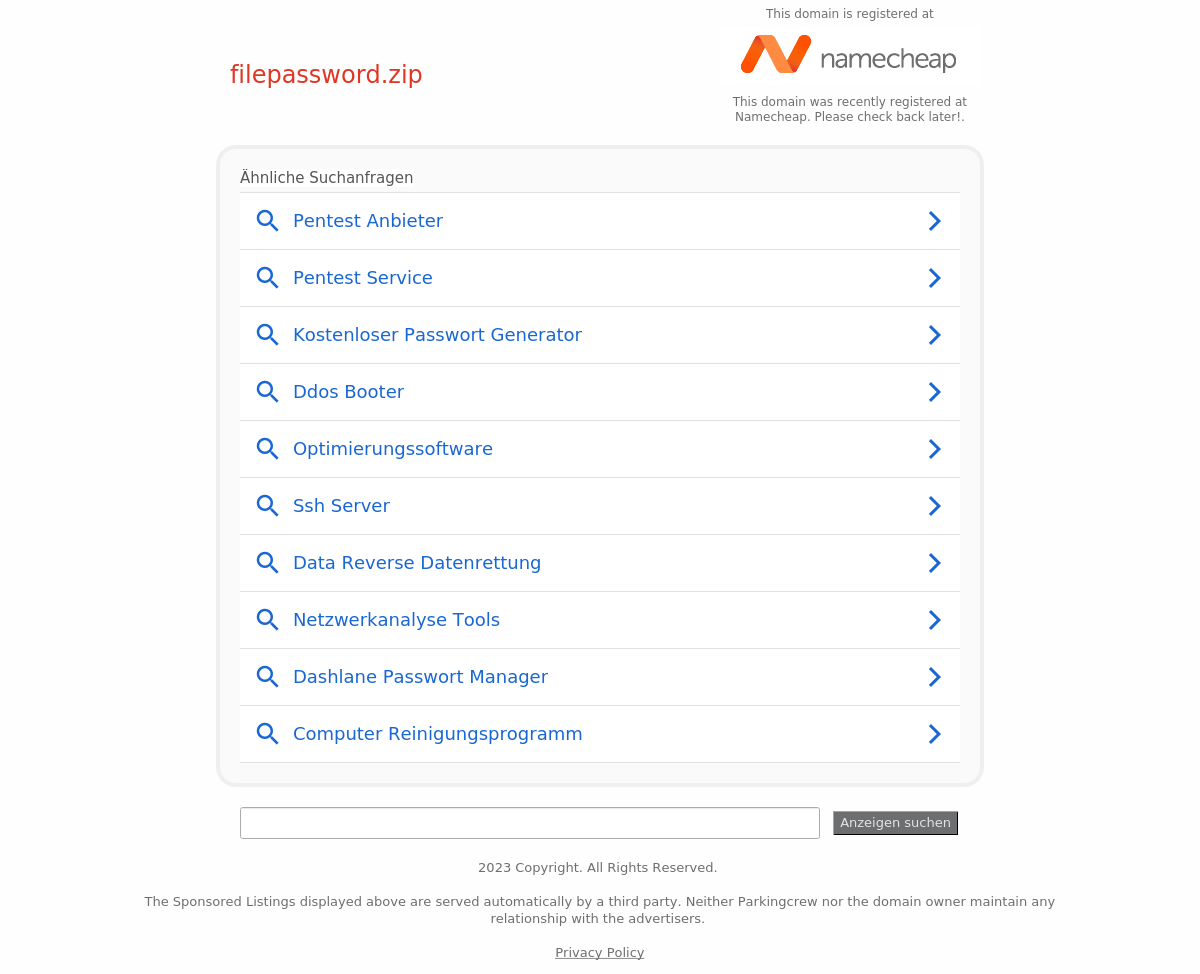 This domain is registered at
namecheap
filepassword.zip
This domain was recently registered at
Namecheap. Please check back later!.
Ähnliche Suchanfragen
Pentest Anbieter
Pentest Service
Kostenloser Passwort Generator
Ddos Booter
Optimierungssoftware
Ssh Server
Data Reverse Datenrettung
Netzwerkanalyse Tools
Dashlane Passwort Manager
Computer Reinigungsprogramm
Anzeigen suchen
2023 Copyright. All Rights Reserved.
The Sponsored Listings displayed above are served automatically by a third party. Neither Parkingcrew nor the domain owner maintain any
relationship with the advertisers.
Privacy Policy